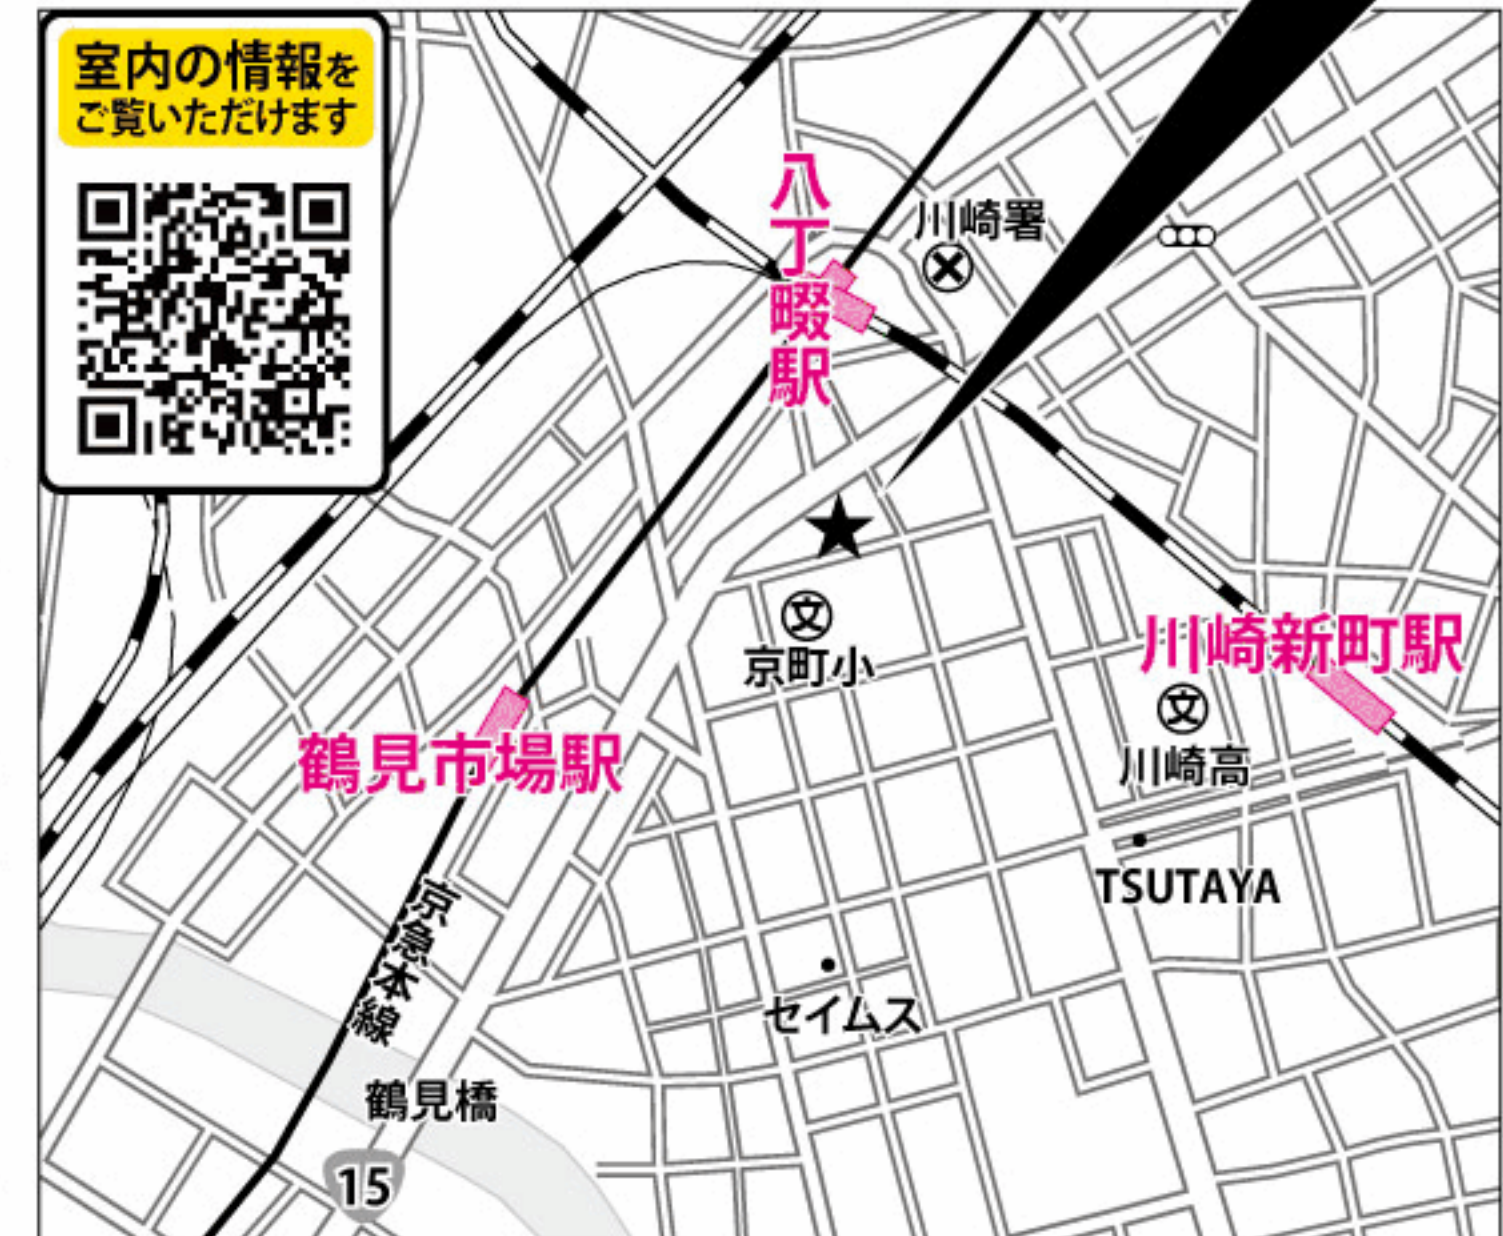 室内の情報を
ご覧いただけます
八丁畷駅
川崎署
文
京町小
川崎新町駅
文
川崎高
鶴見市場駅
TSUTAYA
京急本線
セイムス
鶴見橋
15